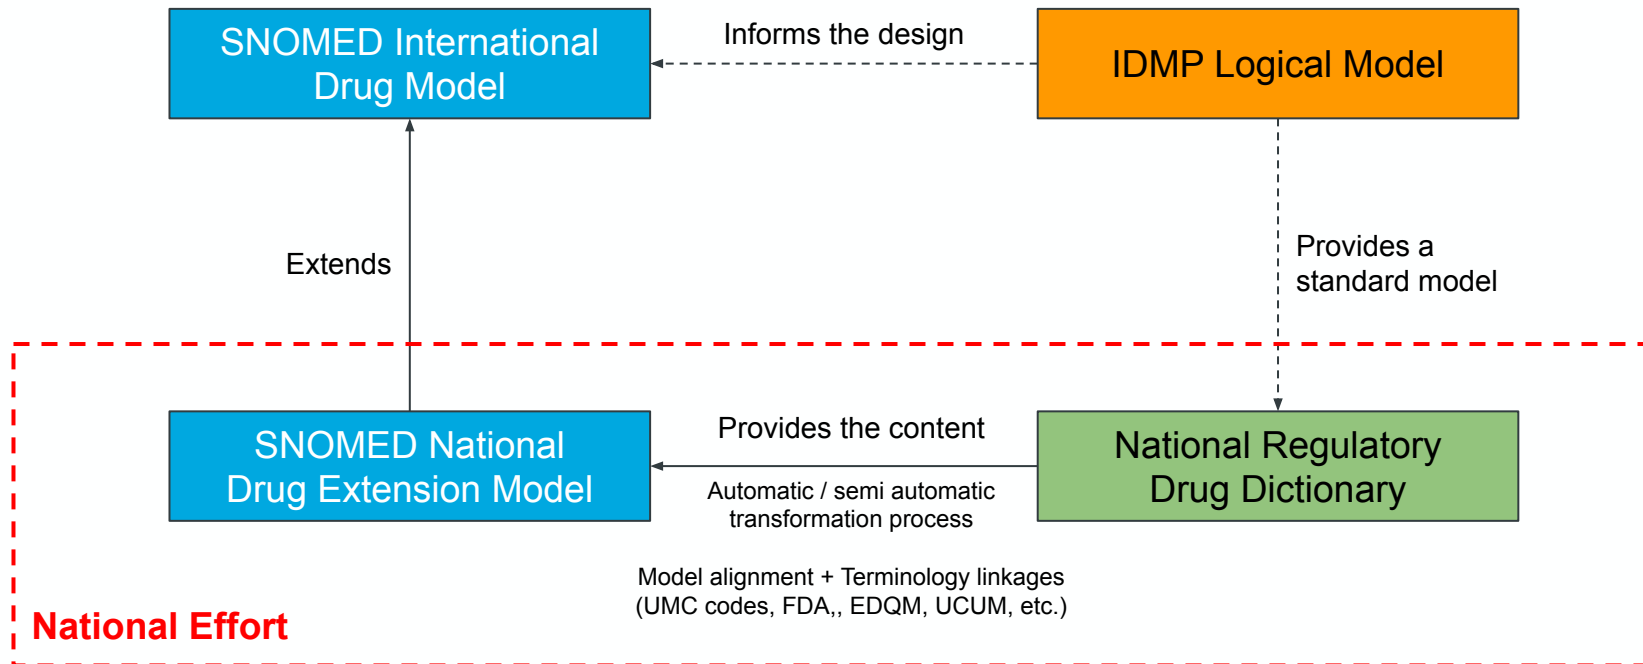 SNOMED International
Drug Model
Informs the design
IDMP Logical Model
Extends
Provides a
standard model
SNOMED National
Drug Extension Model
Provides the content
Automatic / semi automatic
transformation process
National Regulatory
Drug Dictionary
Model alignment + Terminology linkages
(UMC codes, FDA,, EDQM, UCUM, etc.)
National Effort